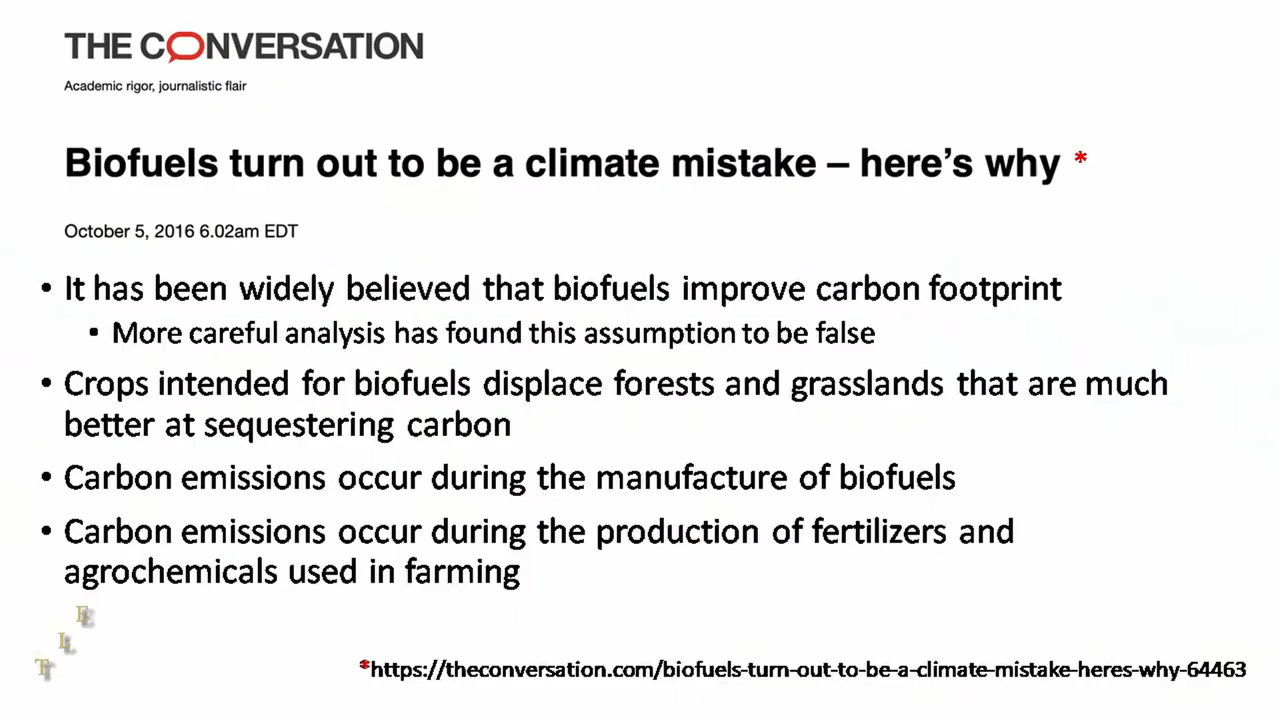 THE CONVERSATION
Academic rigor, journalistic flair
Biofuels turn out to be a climate mistake – here's why *
October 5, 2016 6.02am EDT
• It has been widely believed that biofuels improve carbon footprint
▪ More careful analysis has found this assumption to be false
• Crops intended for biofuels displace forests and grasslands that are much
better at sequestering carbon
• Carbon emissions occur during the manufacture of biofuels
• Carbon emissions occur during the production of fertilizers and
agrochemicals used in farming
E
L
T
*https://theconversation.com/biofuels-turn-out-to-be-a-climate-mistake-heres-why-64463